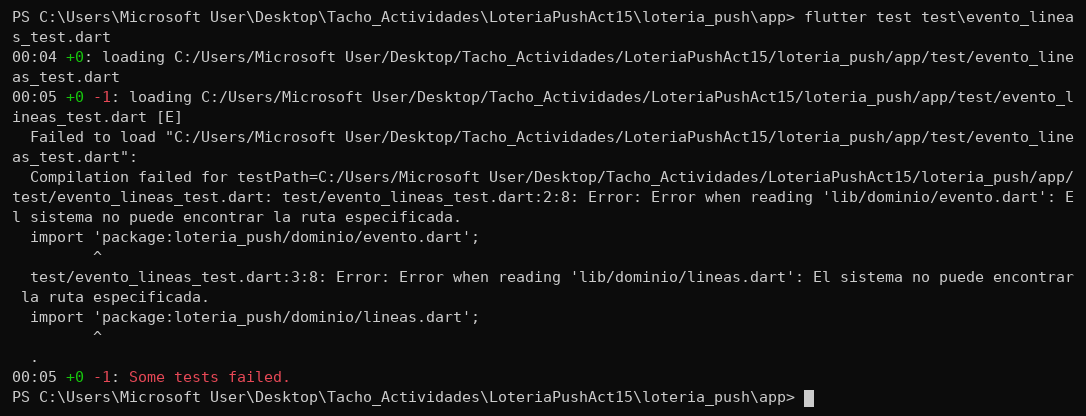 PS C:\Users\Microsoft User\Desktop\Tacho_Actividades\LoteriaPushAct15\loteria_push\app> flutter test test\evento_linea
s_test.dart
00:04 +0: loading C:/Users/Microsoft User/Desktop/Tacho_Actividades/LoteriaPushAct15/loteria_push/app/test/evento_line
as_test.dart
00:05 +0 -1: loading C:/Users/Microsoft User/Desktop/Tacho_Actividades/LoteriaPushAct15/loteria_push/app/test/evento_l
ineas_test.dart [E]
  Failed to load "C:/Users/Microsoft User/Desktop/Tacho_Actividades/LoteriaPushAct15/loteria_push/app/test/evento_line
as_test.dart":
  Compilation failed for testPath=C:/Users/Microsoft User/Desktop/Tacho_Actividades/LoteriaPushAct15/loteria_push/app/
test/evento_lineas_test.dart: test/evento_lineas_test.dart:2:8: Error: Error when reading 'lib/dominio/evento.dart': E
l sistema no puede encontrar la ruta especificada.
  import 'package:loteria_push/dominio/evento.dart';
         ^
  test/evento_lineas_test.dart:3:8: Error: Error when reading 'lib/dominio/lineas.dart': El sistema no puede encontrar
 la ruta especificada.
  import 'package:loteria_push/dominio/lineas.dart';
         ^
  .
00:05 +0 -1: Some tests failed.
PS C:\Users\Microsoft User\Desktop\Tacho_Actividades\LoteriaPushAct15\loteria_push\app>